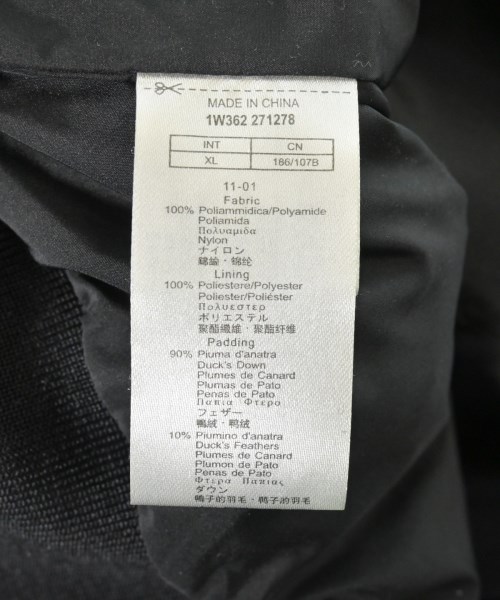 MADE IN CHINA
1W362 271278
INT CN
XL 186/107B
11-01
Fabric
100% Poliammidica/Polyamide
Poliamida
Πολυαμιδα
Nylon
ナイロン
錦綸·锦纶
Lining
100% Poliestere/Polyester
Poliester/Poliéster
Πολυεστερ
ポリエステル
聚酯纖維·聚酯纤维
Padding
90% Piuma d'anatra
Duck's Down
Plumes de Canard
Plumas de Pato
Penas de Pato
Παπια Φτερο
フェザー
鴨絨·鸭绒
10% Piumino d'anatra
Duck's Feathers
Plumes de Canard
Plumon de Pato
Penas de Pato
Φτερα Παπιας
ダウン
鴨子的羽毛·鸭子的羽毛